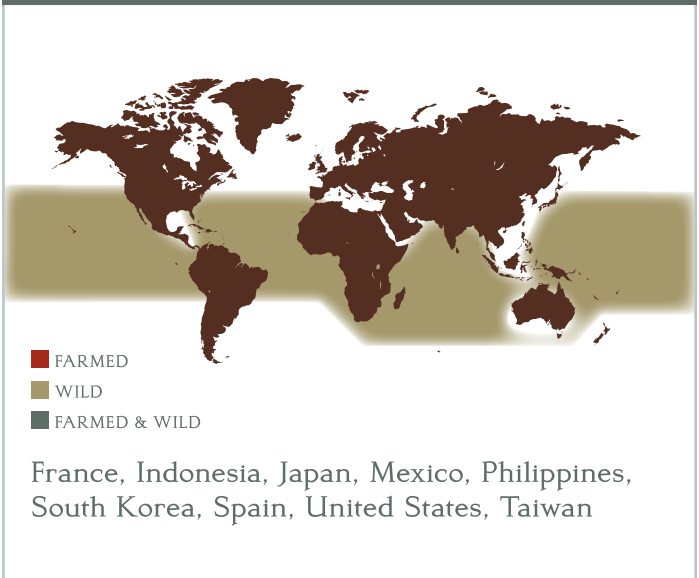 FARMED
WILD
FARMED & WILD
France, Indonesia, Japan, Mexico, Philippines,
South Korea, Spain, United States, Taiwan